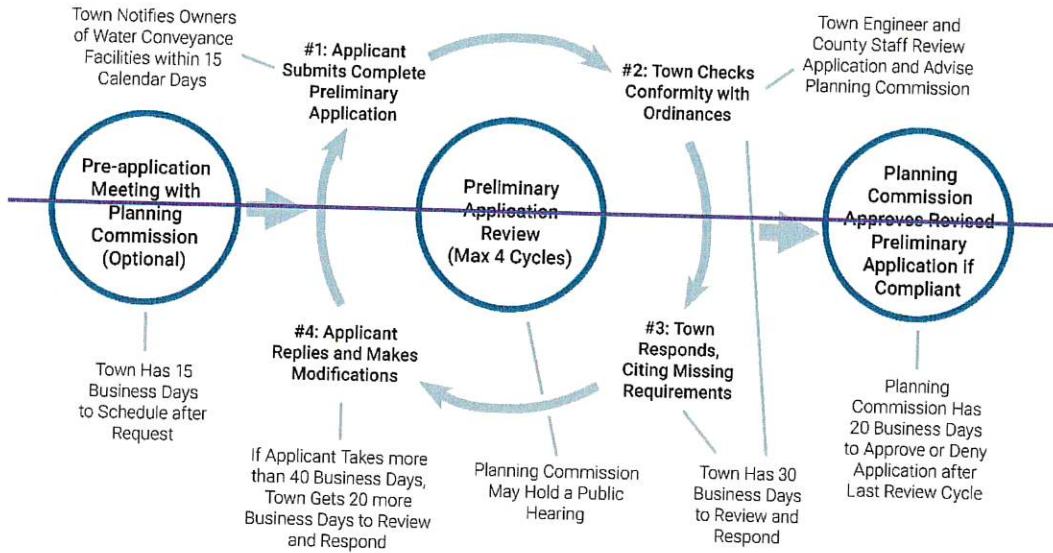 Town Notifies Owners
of Water Conveyance
Facilities within 15
Calendar Days
#1: Applicant
Submits Complete
Preliminary
Application
#2: Town Checks
Conformity with
Ordinances
Town Engineer and
County Staff Review
Application and Advise
Planning Commission
Pre-application
Meeting with
Planning
Commission
(Optional)
Preliminary
Application
Review
(Max 4 Cycles)
Planning
Commission
Approves Revised
Preliminary
Application if
Compliant
#4: Applicant
Replies and Makes
Modifications
#3: Town
Responds,
Citing Missing
Requirements
Town Has 15
Business Days
to Schedule after
Request
If Applicant Takes more
than 40 Business Days,
Town Gets 20 more
Business Days to Review
and Respond
Planning Commission
May Hold a Public
Hearing
Town Has 30
Business Days
to Review and
Respond
Planning
Commission Has
20 Business Days
to Approve or Deny
Application after
Last Review Cycle